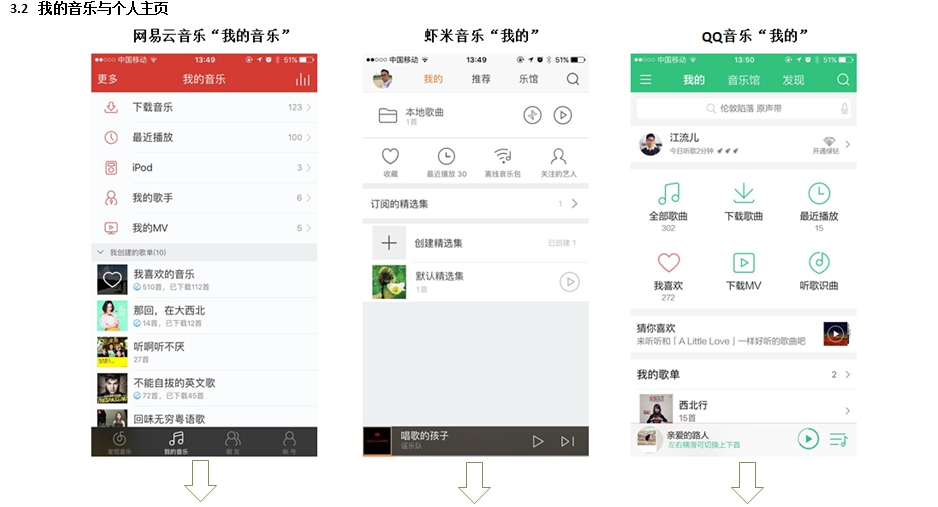 3.2 我的音乐与个人主页
网易云音乐“我的音乐”
中国移动 13:49 51%
更多 我的音乐
下载音乐 123
最近播放 100
iPod 3
我的歌手 6
我的MV 5
我创建的歌单(10)
我喜欢的音乐
510首，已下载112首
那回，在大西北
14首，已下载12首
听啊听不厌
27首
不能自拔的英文歌
72首，已下载45首
回味无穷粤语歌
发现音乐 我的音乐 朋友 帐号
虾米音乐“我的”
中国移动 13:49 51%
我的 推荐 乐馆
本地歌曲
1首
收藏 最近播放 30 离线音乐包 关注的艺人
订阅的精选集 1
创建精选集 已创建 1
默认精选集
1首
唱歌的孩子
谣乐队
QQ音乐“我的”
中国移动 13:50 51%
我的 音乐馆 发现
伦敦陷落 原声带
江流儿
今日听歌2分钟
开通绿钻
全部歌曲 下载歌曲 最近播放
302 15
我喜欢 下载MV 听歌识曲
272
猜你喜欢
来听听和「A Little Love」一样好听的歌曲吧
我的歌单 2
西北行
15首
亲爱的路人
左右横滑可切换上下首